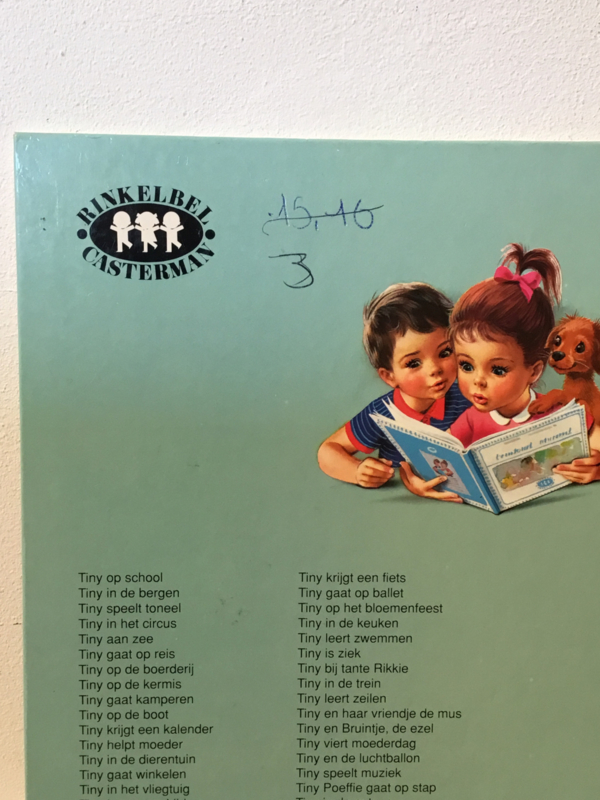 RINKELBEL
CASTERMAN
15,16
3
Tiny op school
Tiny in de bergen
Tiny speelt toneel
Tiny in het circus
Tiny aan zee
Tiny gaat op reis
Tiny op de boerderij
Tiny op de kermis
Tiny gaat kamperen
Tiny op de boot
Tiny krijgt een kalender
Tiny helpt moeder
Tiny in de dierentuin
Tiny gaat winkelen
Tiny in het vliegtuig
Tiny krijgt een fiets
Tiny gaat op ballet
Tiny op het bloemenfeest
Tiny in de keuken
Tiny leert zwemmen
Tiny is ziek
Tiny bij tante Rikkie
Tiny in de trein
Tiny leert zeilen
Tiny en haar vriendje de mus
Tiny en Bruintje, de ezel
Tiny viert moederdag
Tiny en de luchtballon
Tiny speelt muziek
Tiny Poeffie gaat op stap